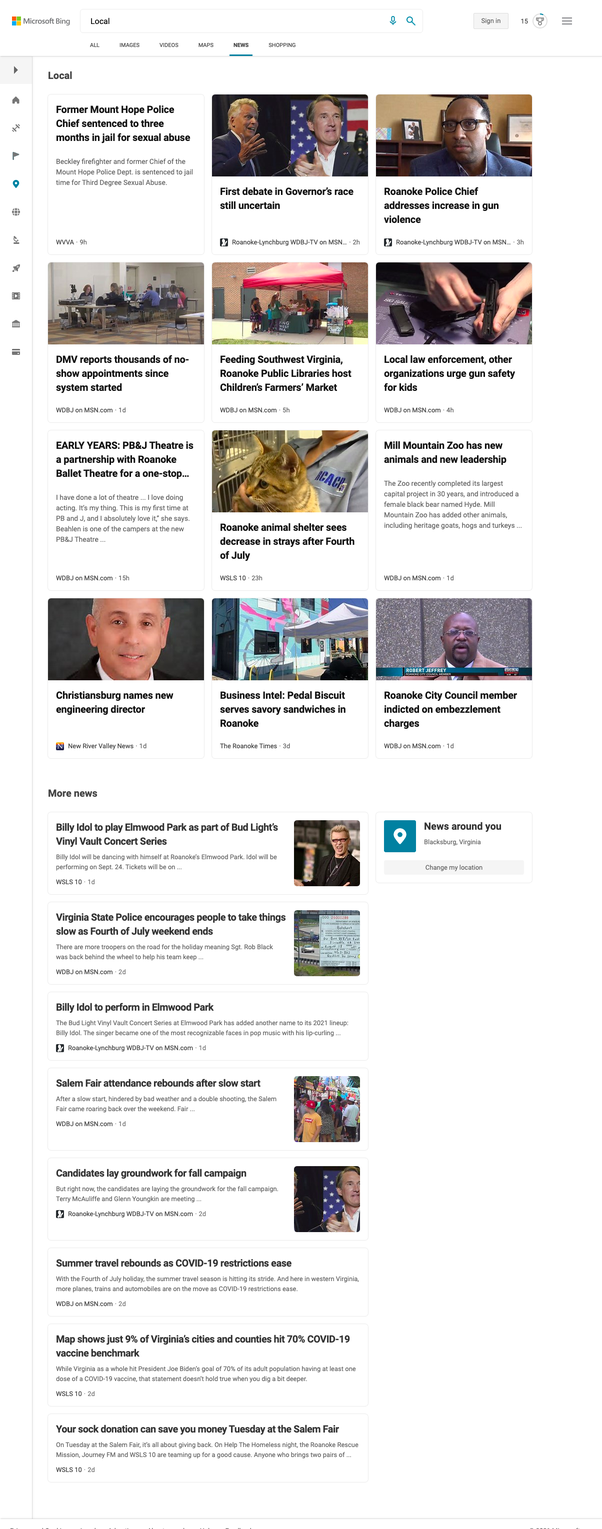 Microsoft Bing
Local
Sign in
15
ALL
IMAGES
VIDEOS
MAPS
NEWS
SHOPPING
Local
Former Mount Hope Police
Chief sentenced to three
months in jail for sexual abuse
Beckley firefighter and former Chief of the
Mount Hope Police Dept. is sentenced to jail
time for Third Degree Sexual Abuse.
WVVA · 9h
First debate in Governor's race
still uncertain
Roanoke-Lynchburg WDBJ-TV on MSN... · 2h
Roanoke Police Chief
addresses increase in gun
violence
Roanoke-Lynchburg WDBJ-TV on MSN... · 3h
DMV reports thousands of no-
show appointments since
system started
WDBJ on MSN.com · 1d
Feeding Southwest Virginia,
Roanoke Public Libraries host
Children's Farmers' Market
WDBJ on MSN.com · 5h
Local law enforcement, other
organizations urge gun safety
for kids
WDBJ on MSN.com · 4h
EARLY YEARS: PB&J Theatre is
a partnership with Roanoke
Ballet Theatre for a one-stop...
I have done a lot of theatre ... I love doing
acting. It's my thing. This is my first time at
PB and J, and I absolutely love it," she says.
Beahlen is one of the campers at the new
PB&J Theatre ...
WDBJ on MSN.com · 15h
RCACP
Roanoke animal shelter sees
decrease in strays after Fourth
of July
WSLS 10 · 23h
Mill Mountain Zoo has new
animals and new leadership
The Zoo recently completed its largest
capital project in 30 years, and introduced a
female black bear named Hyde. Mill
Mountain Zoo has added other animals,
including heritage goats, hogs and turkeys ...
WDBJ on MSN.com · 1d
Christiansburg names new
engineering director
New River Valley News · 1d
Business Intel: Pedal Biscuit
serves savory sandwiches in
Roanoke
The Roanoke Times · 3d
ROBERT JEFFREY
Roanoke City Council member
indicted on embezzlement
charges
WDBJ on MSN.com · 1d
More news
Billy Idol to play Elmwood Park as part of Bud Light's
Vinyl Vault Concert Series
Billy Idol will be dancing with himself at Roanoke's Elmwood Park. Idol will be
performing on Sept. 24. Tickets will be on ...
WSLS 10 · 1d
News around you
Blacksburg, Virginia
Change my location
Virginia State Police encourages people to take things
slow as Fourth of July weekend ends
There are more troopers on the road for the holiday meaning Sgt. Rob Black
was back behind the wheel to help his team keep ...
WDBJ on MSN.com · 2d
Billy Idol to perform in Elmwood Park
The Bud Light Vinyl Vault Concert Series at Elmwood Park has added another name to its 2021 lineup:
Billy Idol. The singer became one of the most recognizable faces in pop music with his lip-curling ...
Roanoke-Lynchburg WDBJ-TV on MSN.com · 1d
Salem Fair attendance rebounds after slow start
After a slow start, hindered by bad weather and a double shooting, the Salem
Fair came roaring back over the weekend. Fair ...
WDBJ on MSN.com · 1d
Candidates lay groundwork for fall campaign
But right now, the candidates are laying the groundwork for the fall campaign.
Terry McAuliffe and Glenn Youngkin are meeting ...
Roanoke-Lynchburg WDBJ-TV on MSN.com · 2d
Summer travel rebounds as COVID-19 restrictions ease
With the Fourth of July holiday, the summer travel season is hitting its stride. And here in western Virginia,
more planes, trains and automobiles are on the move as COVID-19 restrictions ease.
WDBJ on MSN.com · 2d
Map shows just 9% of Virginia's cities and counties hit 70% COVID-19
vaccine benchmark
While Virginia as a whole hit President Joe Biden's goal of 70% of its adult population having at least one
dose of a COVID-19 vaccine, that statement doesn't hold true when you dig a bit deeper.
WSLS 10 · 2d
Your sock donation can save you money Tuesday at the Salem Fair
On Tuesday at the Salem Fair, it's all about giving back. On Help The Homeless night, the Roanoke Rescue
Mission, Journey FM and WSLS 10 are teaming up for a good cause. Anyone who brings two pairs of ...
WSLS 10 · 2d